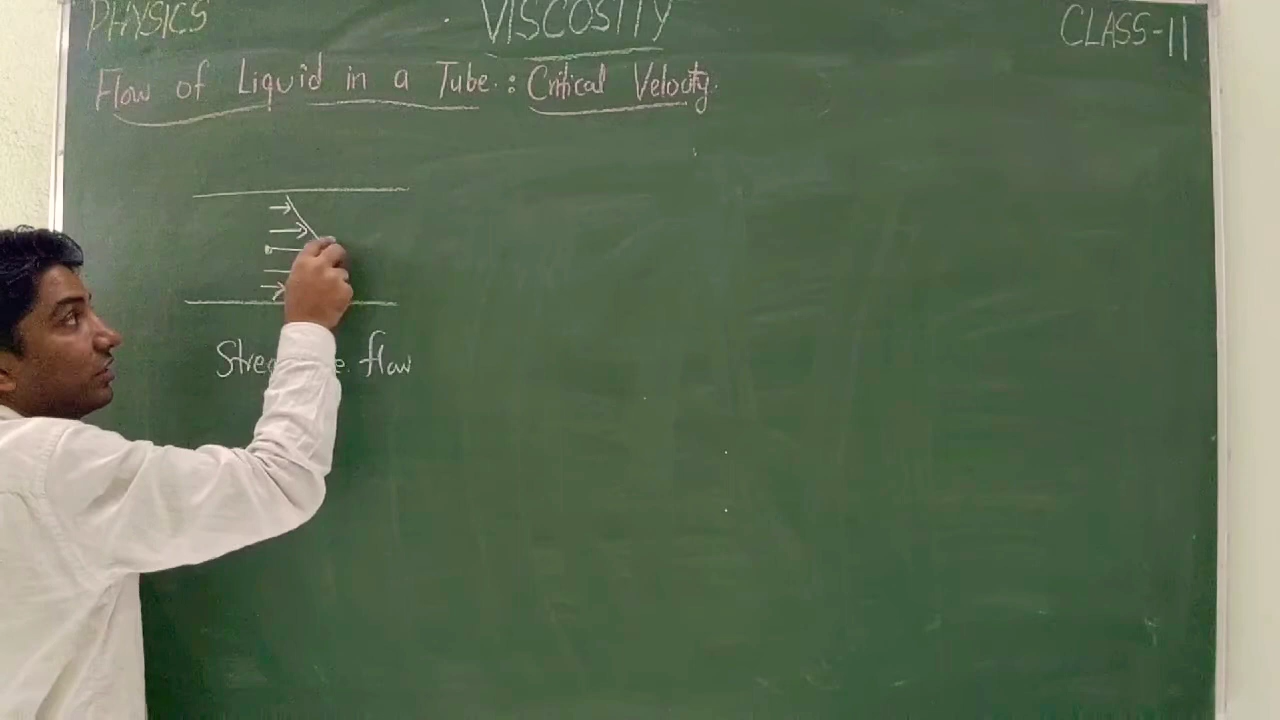 PHYSICS VISCOSITY CLASS-11
Flow of Liquid in a Tube : Critical Velocity.
flow